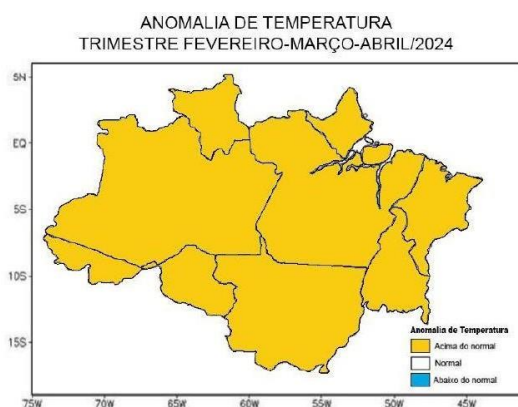 ANOMALIA DE TEMPERATURA
TRIMESTRE FEVEREIRO-MARÇO-ABRIL/2024
5N
EQ
5S
10S
15S
75W 70W 65W 60W 55W 50W 45W
Anomalia de Temperatura
Acima do normal
Normal
Abaixo do normal